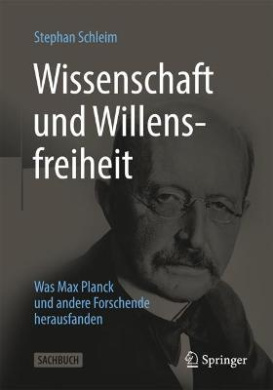 Stephan Schleim
Wissenschaft
und Willens-
freiheit
Was Max Planck
und andere Forschende
herausfanden
SACHBUCH
Springer